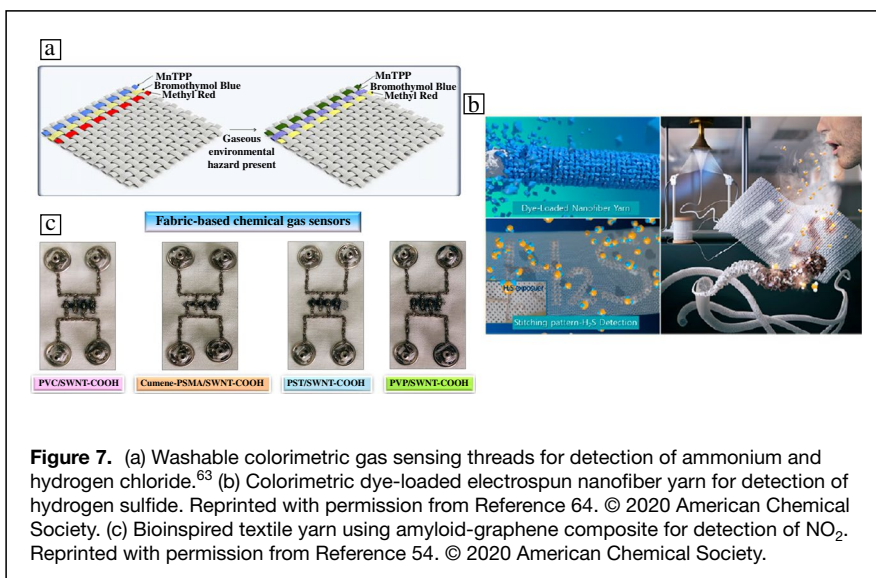 a
MnTPP
Bromothymol Blue
Methyl Red
Gaseous
environmental
hazard present
MnTPP
Bromothymol Blue
Methyl Red
b
Dye-Loaded Nanofiber Yarn
H₂S EXPOSURE
Stitching pattern-H₂S Detection
H₂S
c
Fabric-based chemical gas sensors
PVC/SWNT-COOH
Cumene-PSMA/SWNT-COOH
PST/SWNT-COOH
PVP/SWNT-COOH
Figure 7. (a) Washable colorimetric gas sensing threads for detection of ammonium and
hydrogen chloride.⁶³ (b) Colorimetric dye-loaded electrospun nanofiber yarn for detection of
hydrogen sulfide. Reprinted with permission from Reference 64. © 2020 American Chemical
Society. (c) Bioinspired textile yarn using amyloid-graphene composite for detection of NO₂.
Reprinted with permission from Reference 54. © 2020 American Chemical Society.